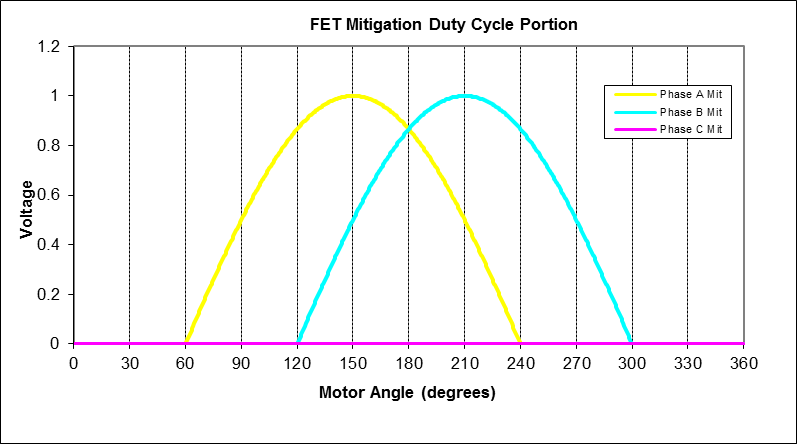 FET Mitigation Duty Cycle Portion
1.2
1
0.8
0.6
0.4
0.2
0
Voltage
Phase A Mit
Phase B Mit
Phase C Mit
0 30 60 90 120 150 180 210 240 270 300 330 360
Motor Angle (degrees)